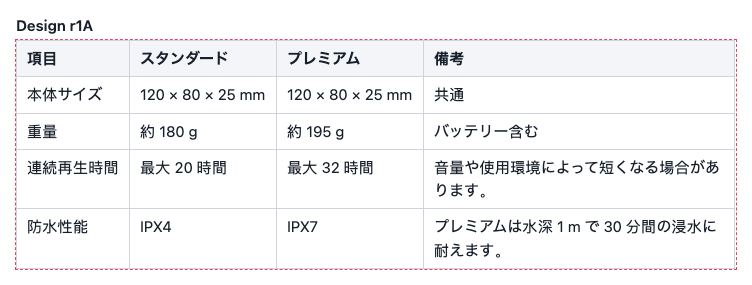 Design r1A
項目 スタンダード プレミアム 備考
本体サイズ 120 × 80 × 25 mm 120 × 80 × 25 mm 共通
重量 約 180 g 約 195 g バッテリー含む
連続再生時間 最大 20 時間 最大 32 時間 音量や使用環境によって短くなる場合があ
ります。
防水性能 IPX4 IPX7 プレミアムは水深 1 m で 30 分間の浸水に
耐えます。